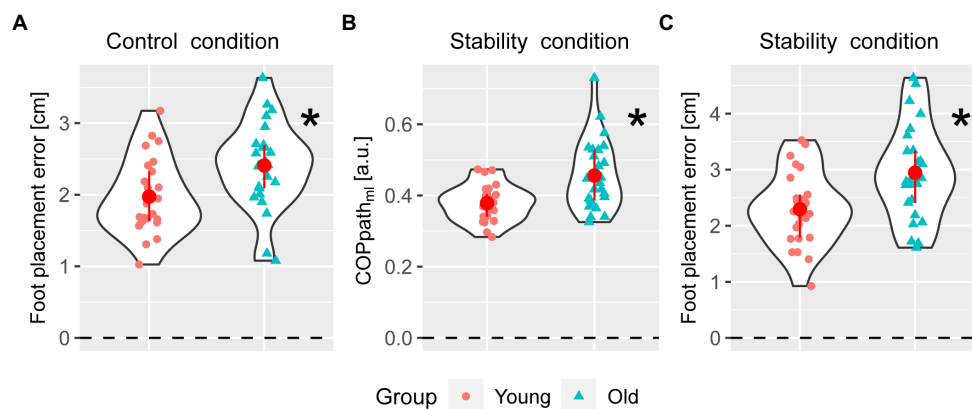 A
B
C
Control condition
Stability condition
Stability condition
Foot placement error [cm]
3
2
1
0
*
COPpath_ml [a.u.]
0.6
0.4
0.2
0.0
*
Foot placement error [cm]
4
3
2
1
0
*
Group Young Old